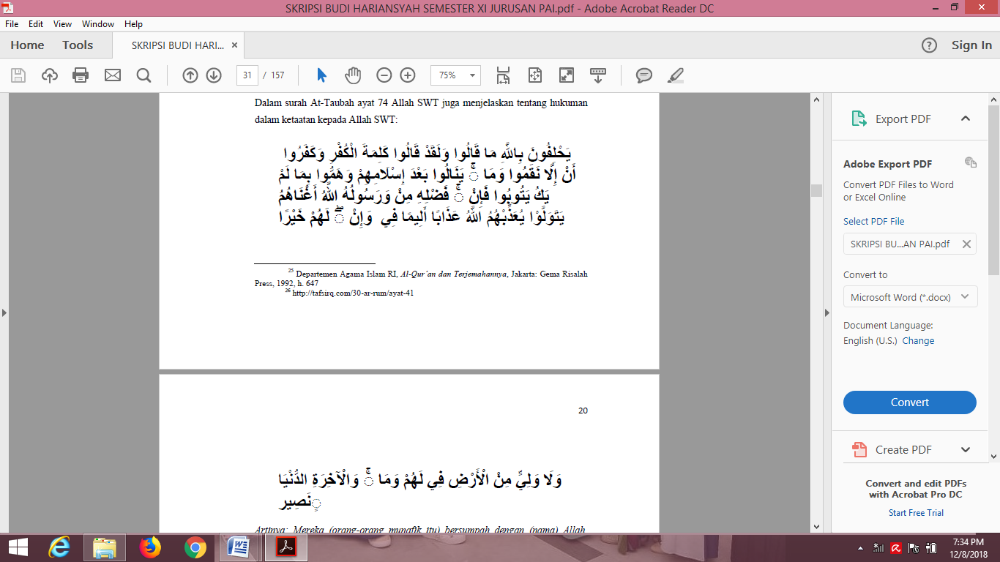 SKRIPSI BUDI HARIANSYAH SEMESTER XI JURUSAN PAI.pdf - Adobe Acrobat Reader DC
File Edit View Window Help
Home Tools SKRIPSI BUDI HARI... × Sign In
31 / 157 75%
Dalam surah At-Taubah ayat 74 Allah SWT juga menjelaskan tentang hukuman
dalam ketaatan kepada Allah SWT:
يَحْلِفُونَ بِاللَّهِ مَا قَالُوا وَلَقَدْ قَالُوا كَلِمَةَ الْكُفْرِ وَكَفَرُوا
أَنْ إِلَّا نَقَمُوا وَمَا ۚ يَنَالُوا بَعْدَ إِسْلَامِهِمْ وَهَمُّوا بِمَا لَمْ
يَكُ يَتُوبُوا فَإِنْ ۚ فَضْلِهِ مِنْ وَرَسُولُهُ اللَّهُ أَغْنَاهُمُ
يَتَوَلَّوْا يُعَذِّبْهُمُ اللَّهُ عَذَابًا أَلِيمًا فِي وَإِنْ ۖ لَهُمْ خَيْرًا
25 Departemen Agama Islam RI, Al-Qur'an dan Terjemahannya, Jakarta: Gema Risalah
Press, 1992, h. 647
26 http://tafsirq.com/30-ar-rum/ayat-41
20
وَلَا وَلِيٍّ مِنْ الْأَرْضِ فِي لَهُمْ وَمَا ۚ وَالْآخِرَةِ الدُّنْيَا
نَصِيرٍ
Artinya: Mereka (orang-orang munafik itu) bersumpah dengan (nama) Allah,
Export PDF
Adobe Export PDF
Convert PDF Files to Word
or Excel Online
Select PDF File
SKRIPSI BU...AN PAI.pdf
Convert to
Microsoft Word (*.docx)
Document Language:
English (U.S.) Change
Convert
Create PDF
Convert and edit PDFs
with Acrobat Pro DC
Start Free Trial
7:34 PM
12/8/2018